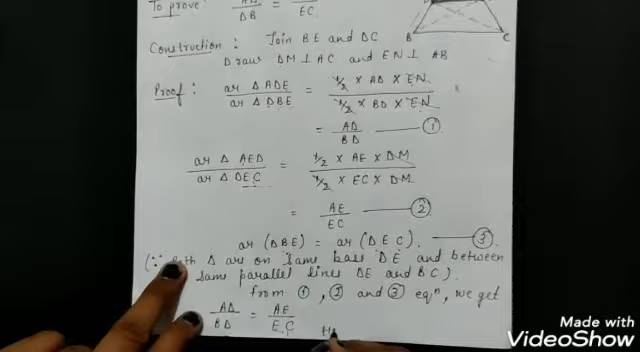 To prove: AD/DB = /EC
Construction: Join BE and DC
Draw DM ⊥ AC and EN ⊥ AB
Proof: ar Δ ADE / ar Δ DBE = 1/2 × AD × EN / 1/2 × BD × EN
= AD/BD —— ①
ar Δ AED / ar Δ DEC = 1/2 × AE × DM / 1/2 × EC × DM
= AE/EC —— ②
ar (DBE) = ar (DEC). —— ③
(∵ Both Δ are on same base DE and between
same parallel lines DE and BC).
from ①, ② and ③ eqⁿ, we get
AD/BD = AE/EC
H
B C
Made with
VideoShow